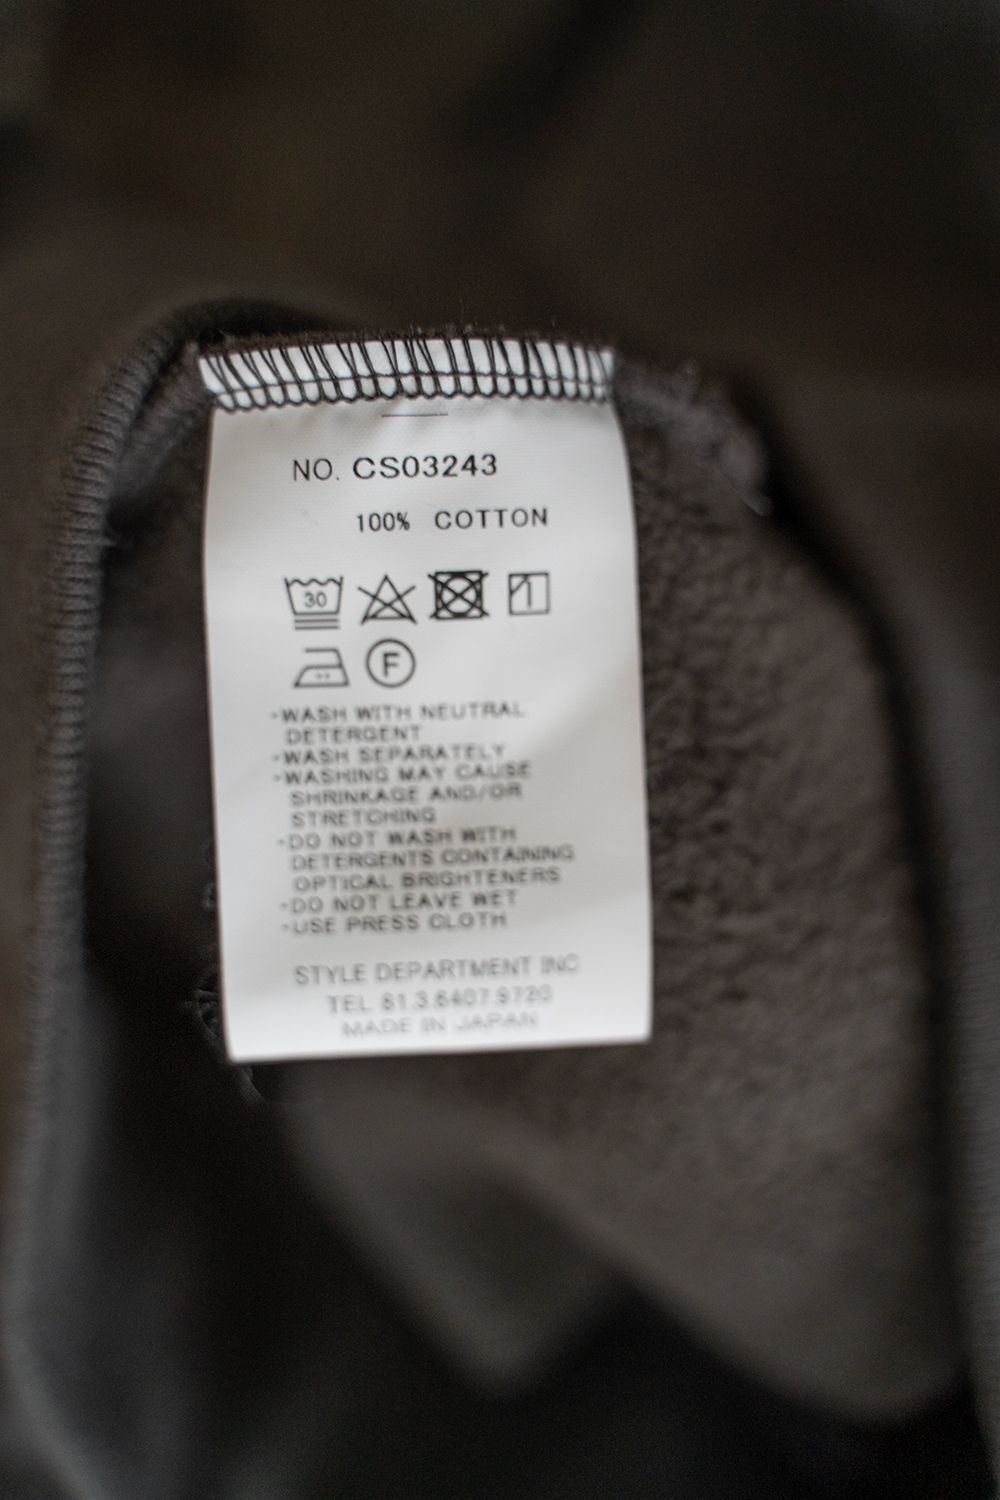 NO. CS03243
100% COTTON
30
F
-WASH WITH NEUTRAL
DETERGENT
-WASH SEPARATELY
-WASHING MAY CAUSE
SHRINKAGE AND/OR
STRETCHING
-DO NOT WASH WITH
DETERGENTS CONTAINING
OPTICAL BRIGHTENERS
-DO NOT LEAVE WET
-USE PRESS CLOTH
STYLE DEPARTMENT INC
TEL 81.3.6407.9720
MADE IN JAPAN